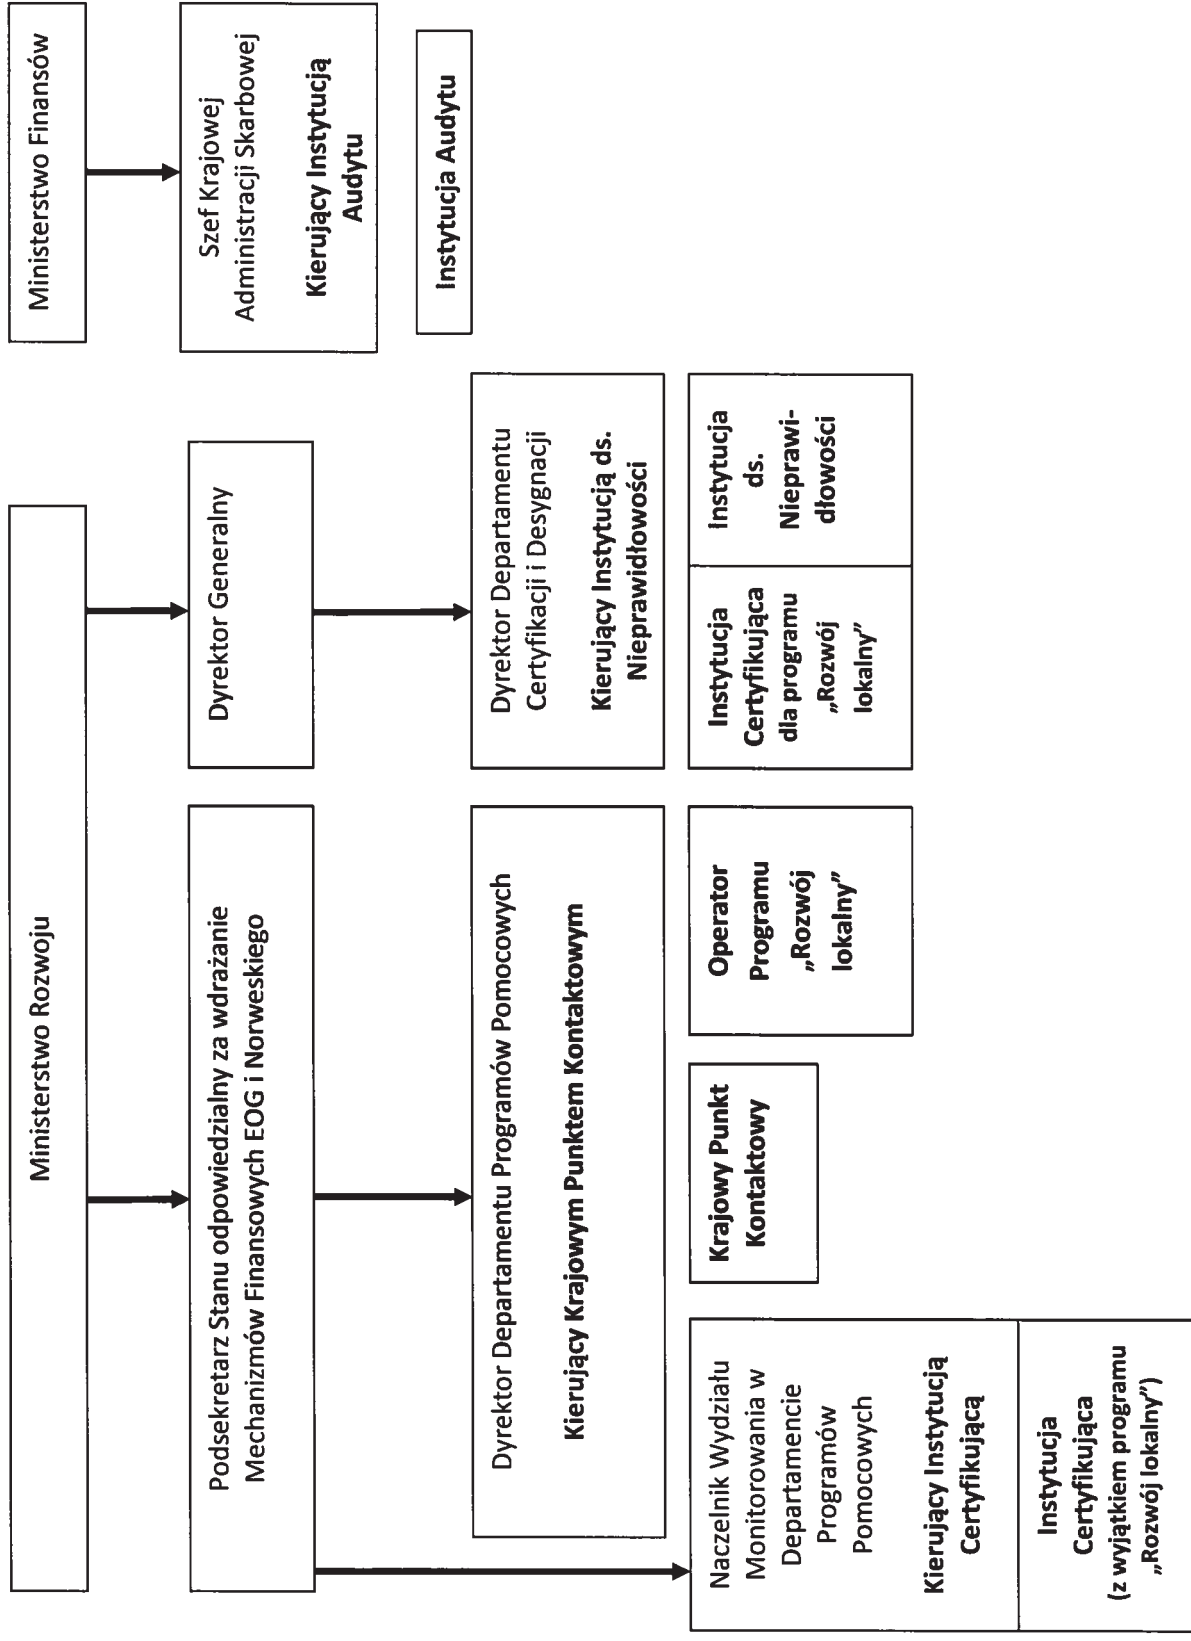 Ministerstwo Rozwoju
Ministerstwo Finansów
Podsekretarz Stanu odpowiedzialny za wdrażanie
Mechanizmów Finansowych EOG i Norweskiego
Dyrektor Generalny
Szef Krajowej
Administracji Skarbowej
Kierujący Instytucją
Audytu
Instytucja Audytu
Dyrektor Departamentu Programów Pomocowych
Kierujący Krajowym Punktem Kontaktowym
Dyrektor Departamentu
Certyfikacji i Desygnacji
Kierujący Instytucją ds.
Nieprawidłowości
Naczelnik Wydziału
Monitorowania w
Departamencie
Programów
Pomocowych
Kierujący Instytucją
Certyfikującą
Instytucja
Certyfikująca
(z wyjątkiem programu
„Rozwój lokalny”)
Krajowy Punkt
Kontaktowy
Operator
Programu
„Rozwój
lokalny”
Instytucja
Certyfikująca
dla programu
„Rozwój
lokalny”
Instytucja
ds.
Nieprawi-
dłowości